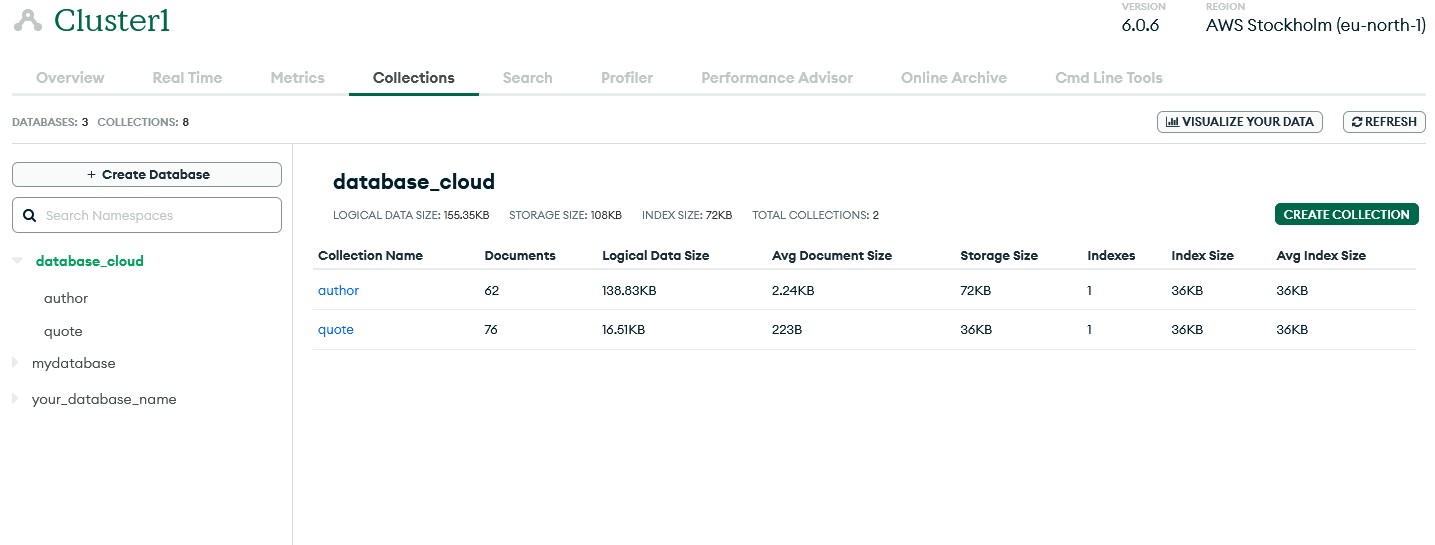 Cluster1
VERSION REGION
6.0.6 AWS Stockholm (eu-north-1)
Overview Real Time Metrics Collections Search Profiler Performance Advisor Online Archive Cmd Line Tools
DATABASES: 3 COLLECTIONS: 8
VISUALIZE YOUR DATA REFRESH
+ Create Database
Search Namespaces
database_cloud
author
quote
mydatabase
your_database_name
database_cloud
LOGICAL DATA SIZE: 155.35KB STORAGE SIZE: 108KB INDEX SIZE: 72KB TOTAL COLLECTIONS: 2
CREATE COLLECTION
Collection Name Documents Logical Data Size Avg Document Size Storage Size Indexes Index Size Avg Index Size
author 62 138.83KB 2.24KB 72KB 1 36KB 36KB
quote 76 16.51KB 223B 36KB 1 36KB 36KB